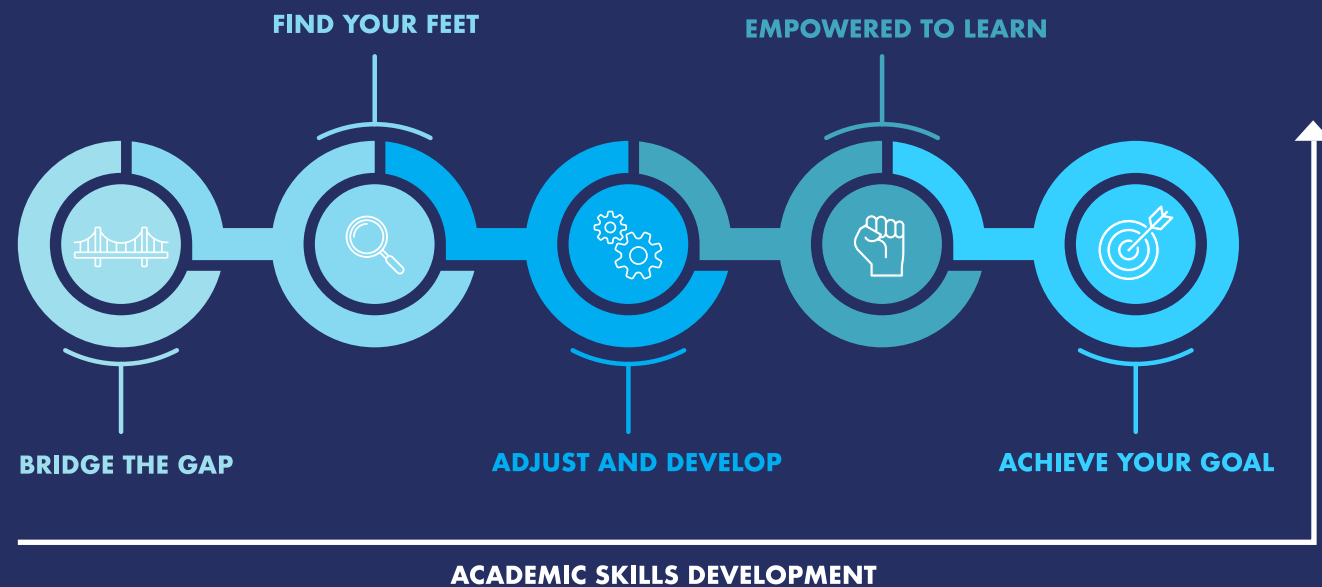 FIND YOUR FEET
EMPOWERED TO LEARN
BRIDGE THE GAP
ADJUST AND DEVELOP
ACHIEVE YOUR GOAL
ACADEMIC SKILLS DEVELOPMENT